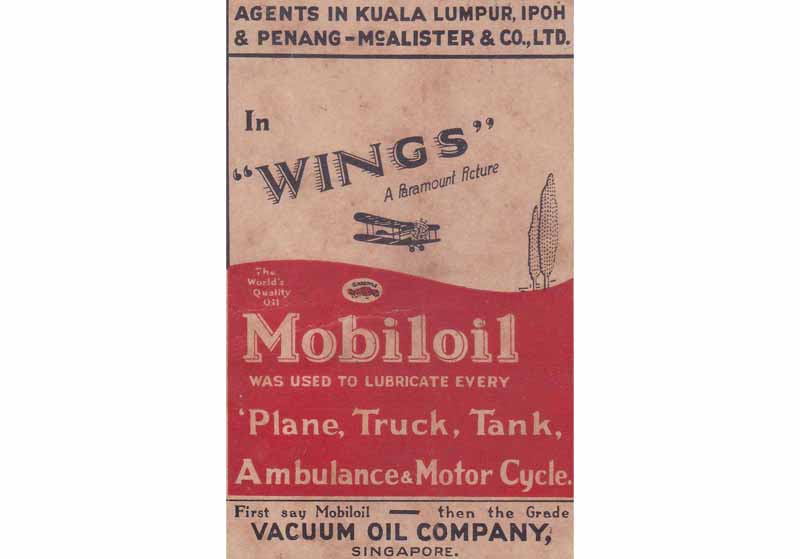 AGENTS IN KUALA LUMPUR, IPOH
& PENANG - McALISTER & CO., LTD.
In
"WINGS"
A Paramount Picture
The
World's
Quality
Oil
GARGOYLE
Mobiloil
WAS USED TO LUBRICATE EVERY
'Plane, Truck, Tank,
Ambulance & Motor Cycle.
First say Mobiloil — then the Grade
VACUUM OIL COMPANY,
SINGAPORE.